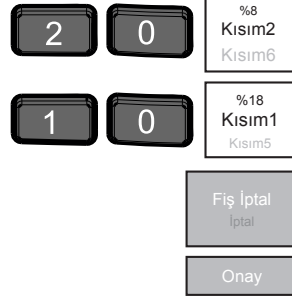 %8
2 0 Kısım2
Kısım6
%18
1 0 Kısım1
Kısım5
Fiş İptal
İptal
Onay